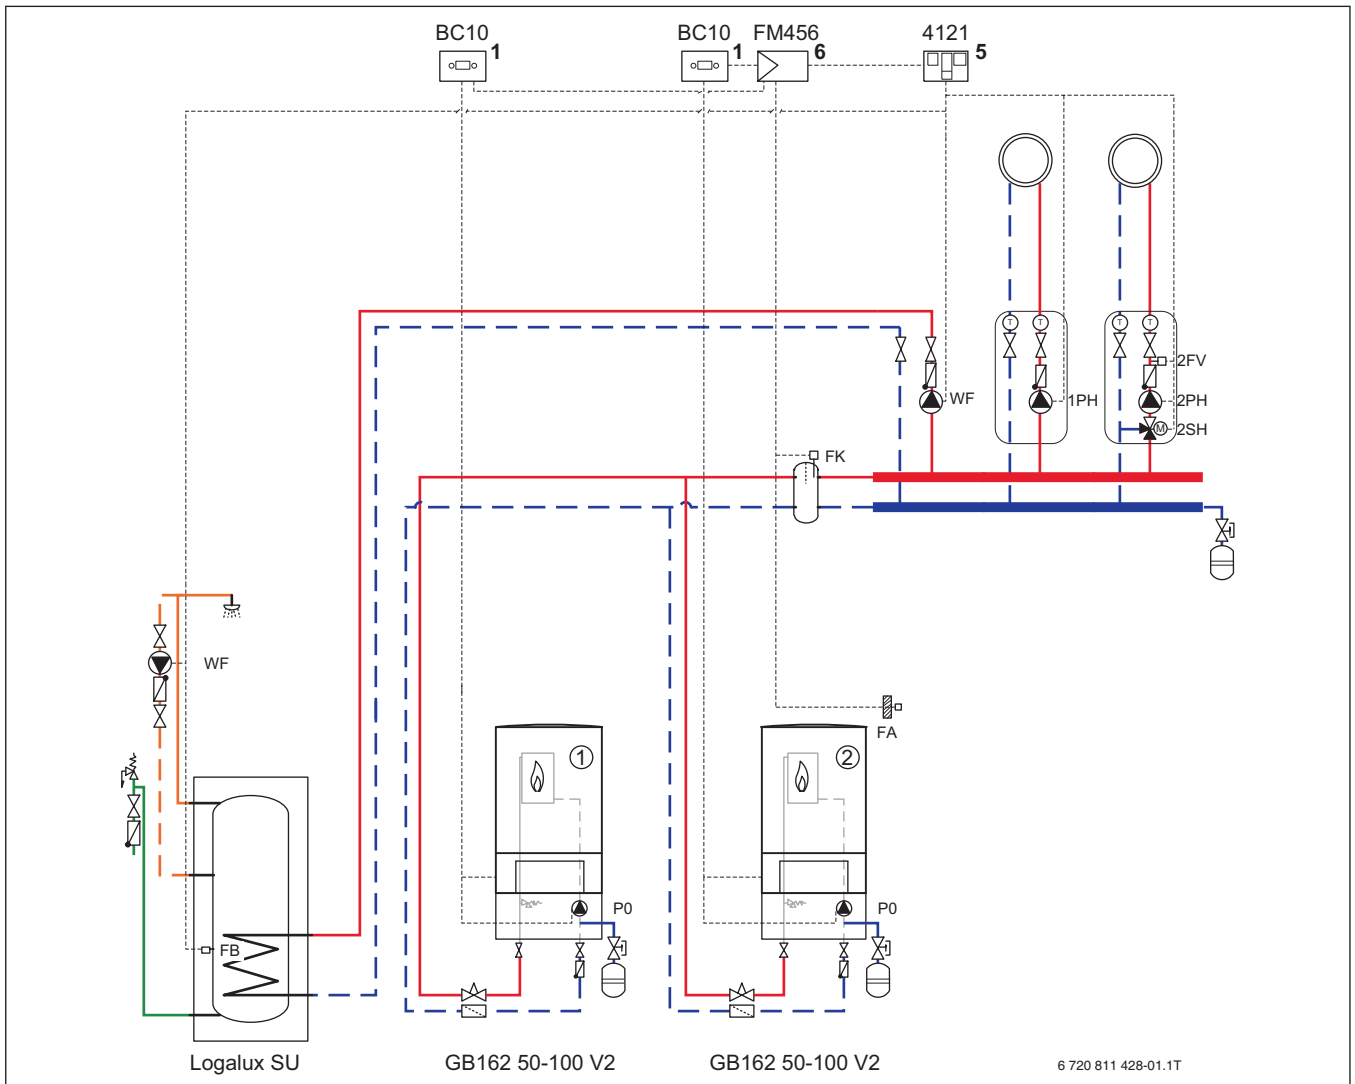 BC10 1
BC10 1
FM456 6
4121 5
T T
T T
2FV
WF
1PH
2PH
M 2SH
FK
WF
FA
1
2
P0
P0
FB
Logalux SU
GB162 50-100 V2
GB162 50-100 V2
6 720 811 428-01.1T